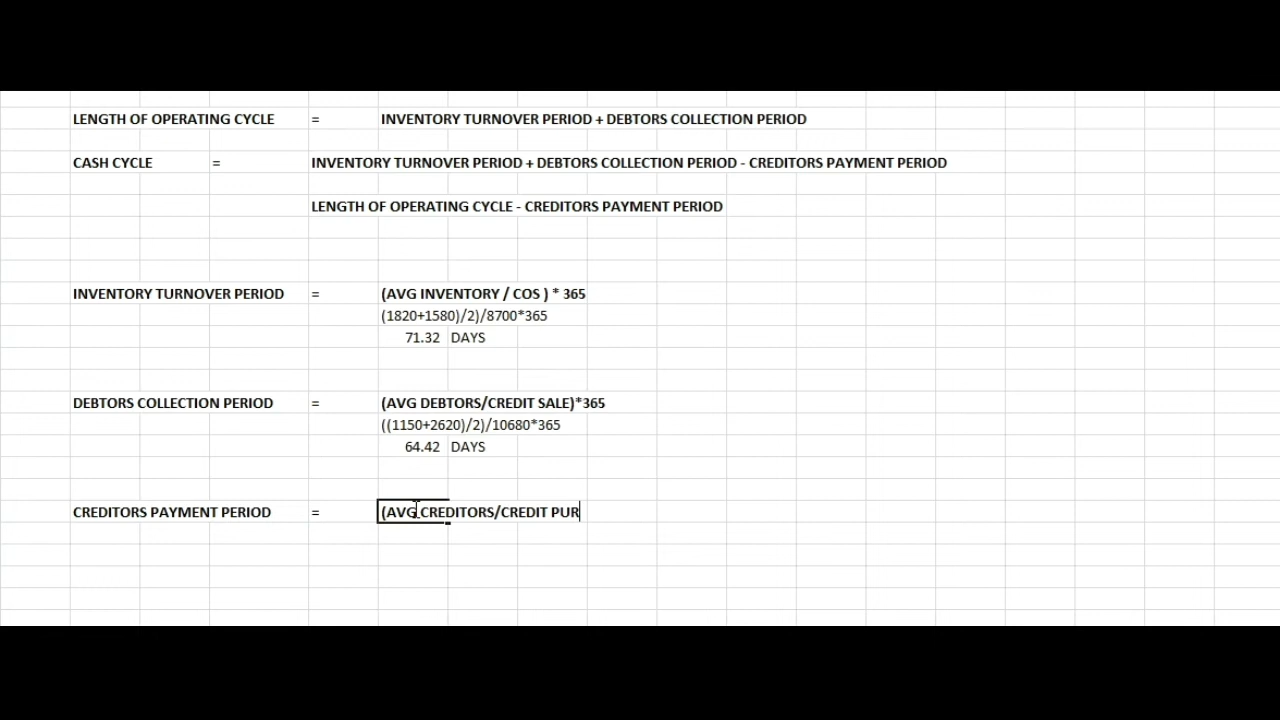 LENGTH OF OPERATING CYCLE = INVENTORY TURNOVER PERIOD + DEBTORS COLLECTION PERIOD
CASH CYCLE = INVENTORY TURNOVER PERIOD + DEBTORS COLLECTION PERIOD - CREDITORS PAYMENT PERIOD
LENGTH OF OPERATING CYCLE - CREDITORS PAYMENT PERIOD
INVENTORY TURNOVER PERIOD = (AVG INVENTORY / COS ) * 365
(1820+1580)/2)/8700*365
71.32 DAYS
DEBTORS COLLECTION PERIOD = (AVG DEBTORS/CREDIT SALE)*365
((1150+2620)/2)/10680*365
64.42 DAYS
CREDITORS PAYMENT PERIOD = (AVG CREDITORS/CREDIT PUR